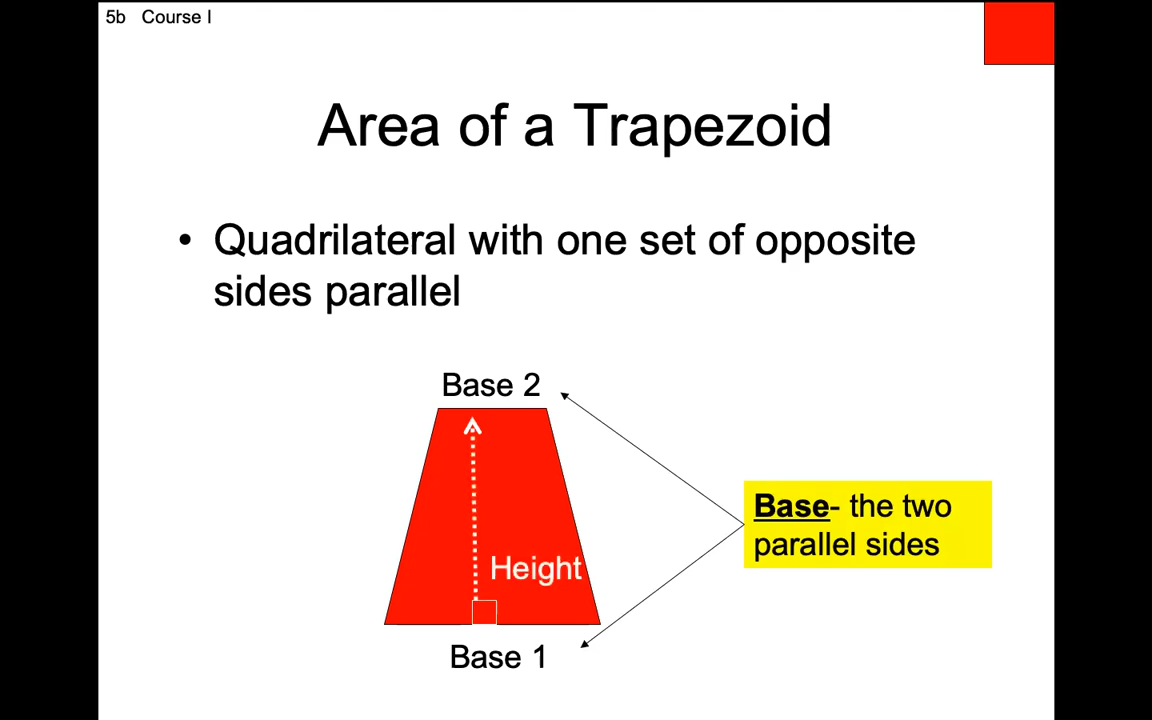 5b Course I
Area of a Trapezoid
• Quadrilateral with one set of opposite
sides parallel
Base 2
Base- the two
parallel sides
Height
Base 1